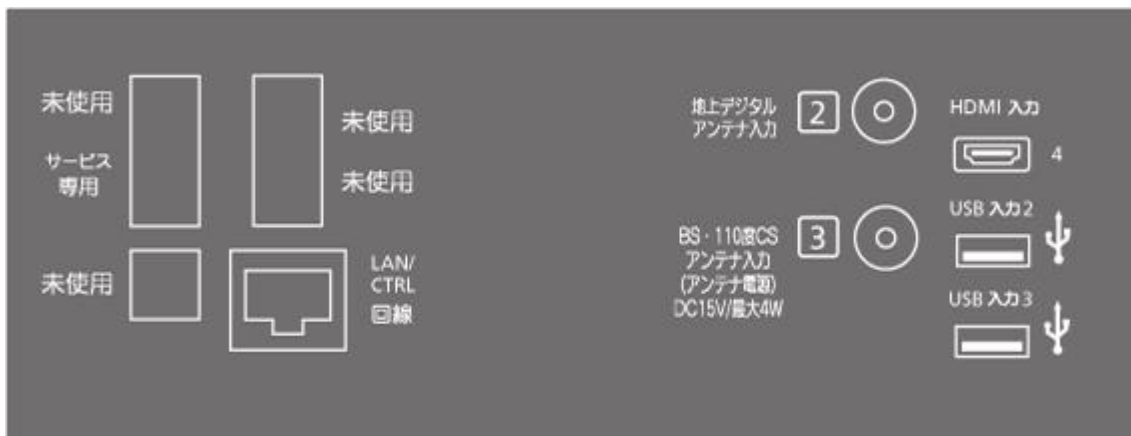 未使用
サービス
専用
未使用
未使用
未使用
LAN/
CTRL
回線
地上デジタル
アンテナ入力
2
BS・110度CS
アンテナ入力
(アンテナ電源)
DC15V/最大4W
3
HDMI 入力
4
USB 入力2
USB 入力3